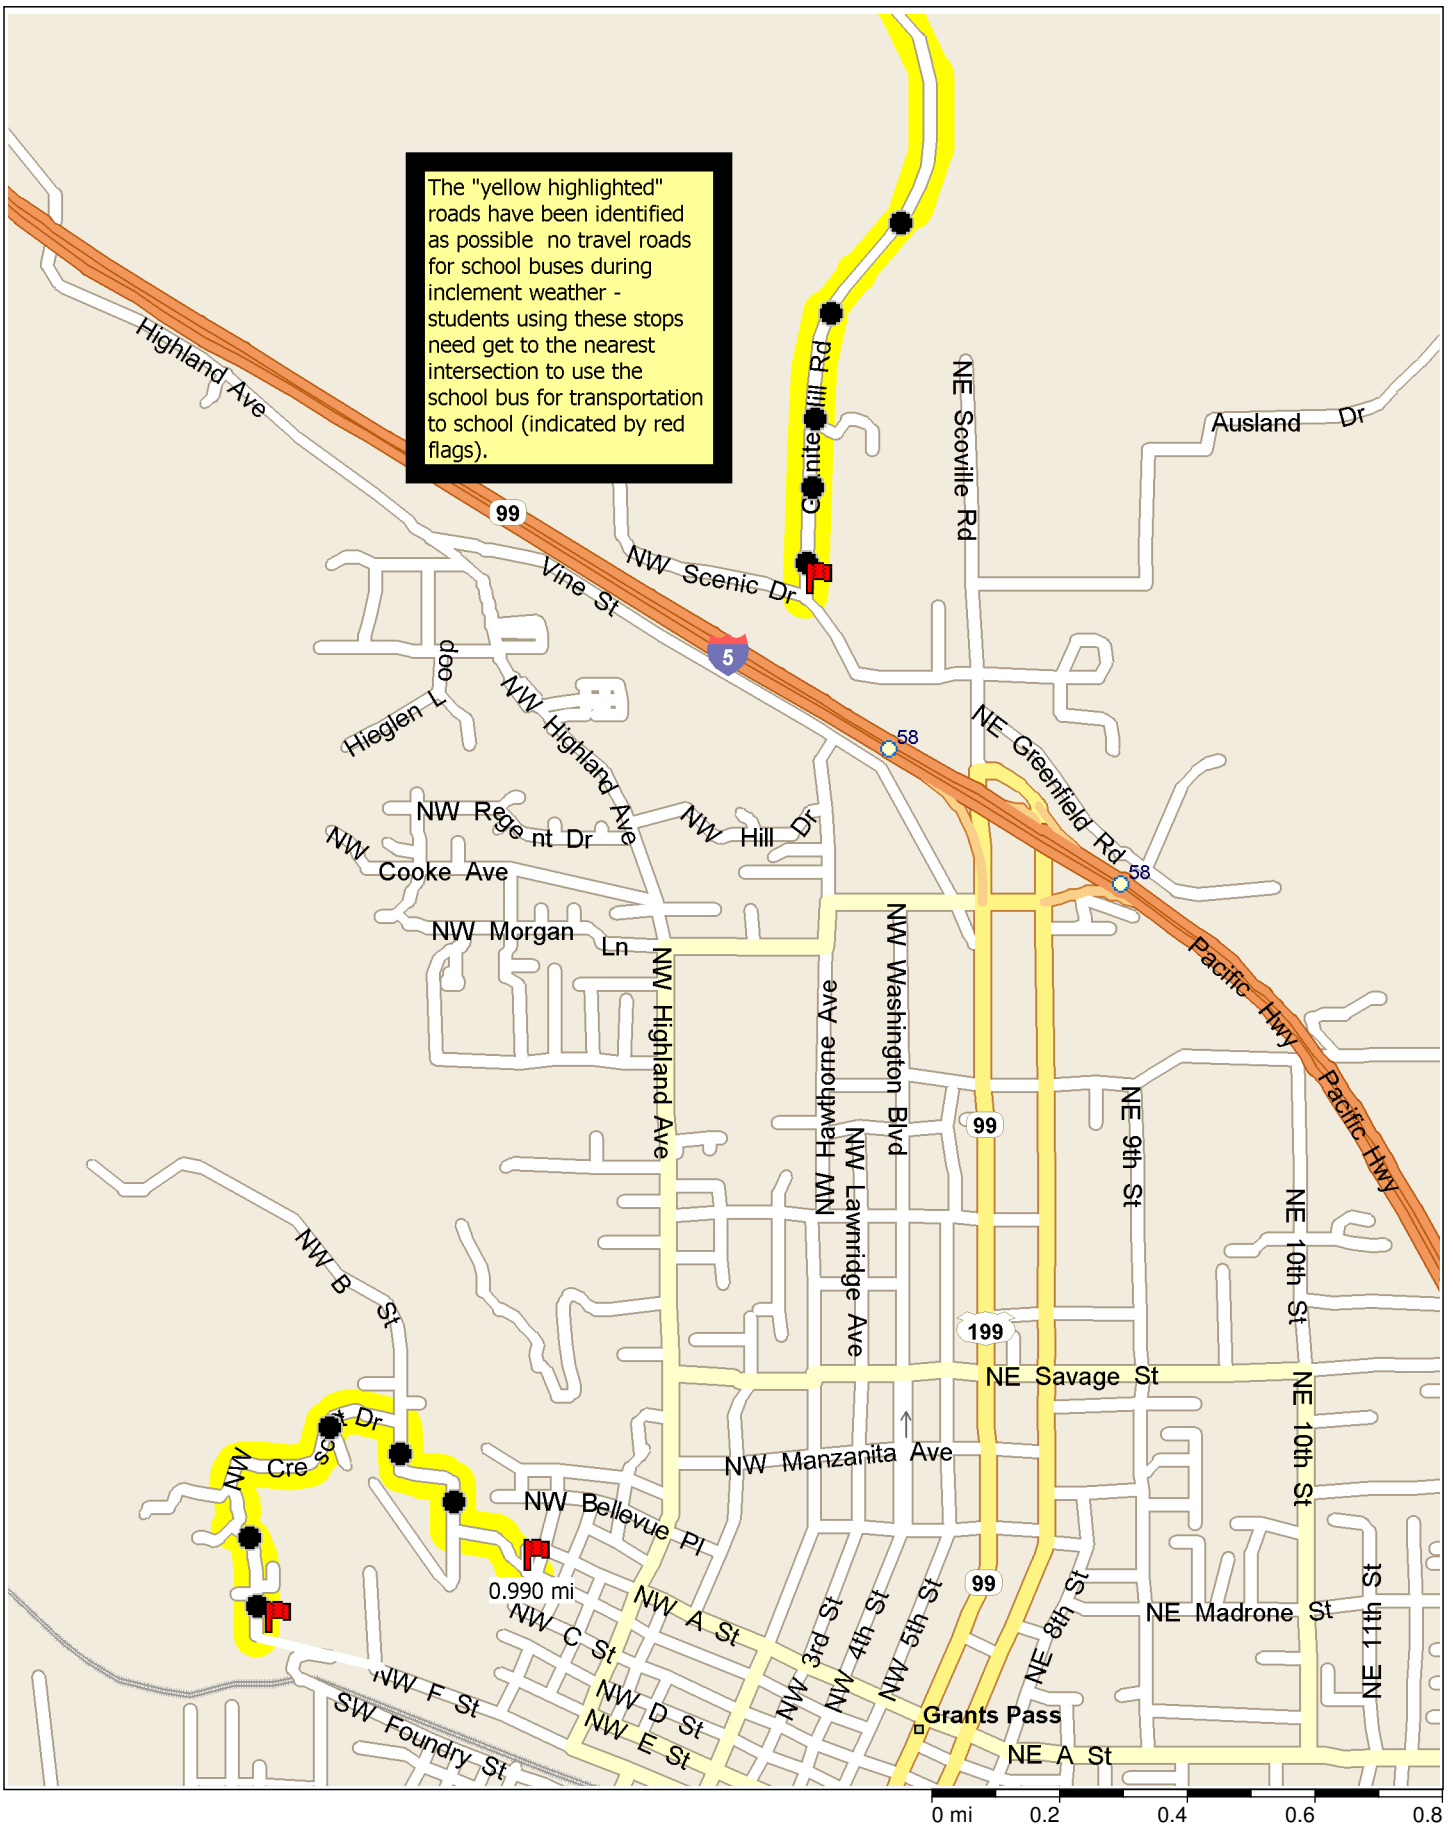 The "yellow highlighted"
roads have been identified
as possible  no travel roads
for school buses during
inclement weather -
students using these stops
need get to the nearest
intersection to use the
school bus for transportation
to school (indicated by red
flags).
Highland Ave
99
Vine St
NW Scenic Dr
NE Scoville Rd
Ausland Dr
5
Hieglen Loop
NW Highland Ave
58
NE Greenfield Rd
58
NW Regent Dr
NW Hill Dr
NW Cooke Ave
NW Morgan Ln
NW Highland Ave
NW Hawthorne Ave
NW Washington Blvd
Pacific Hwy
Pacific Hwy
99
NE 9th St
NW Lawnridge Ave
NE 10th St
NW B St
199
NE Savage St
NE 10th St
NW Crescent Dr
NW Manzanita Ave
NW Bellevue Pl
0.990 mi
99
NW A St
NW C St
NW 3rd St
NW 4th St
NW 5th St
NE 8th St
NE Madrone St
NE 11th St
NW F St
NW D St
NW E St
SW Foundry St
Grants Pass
NE A St
0 mi 0.2 0.4 0.6 0.8